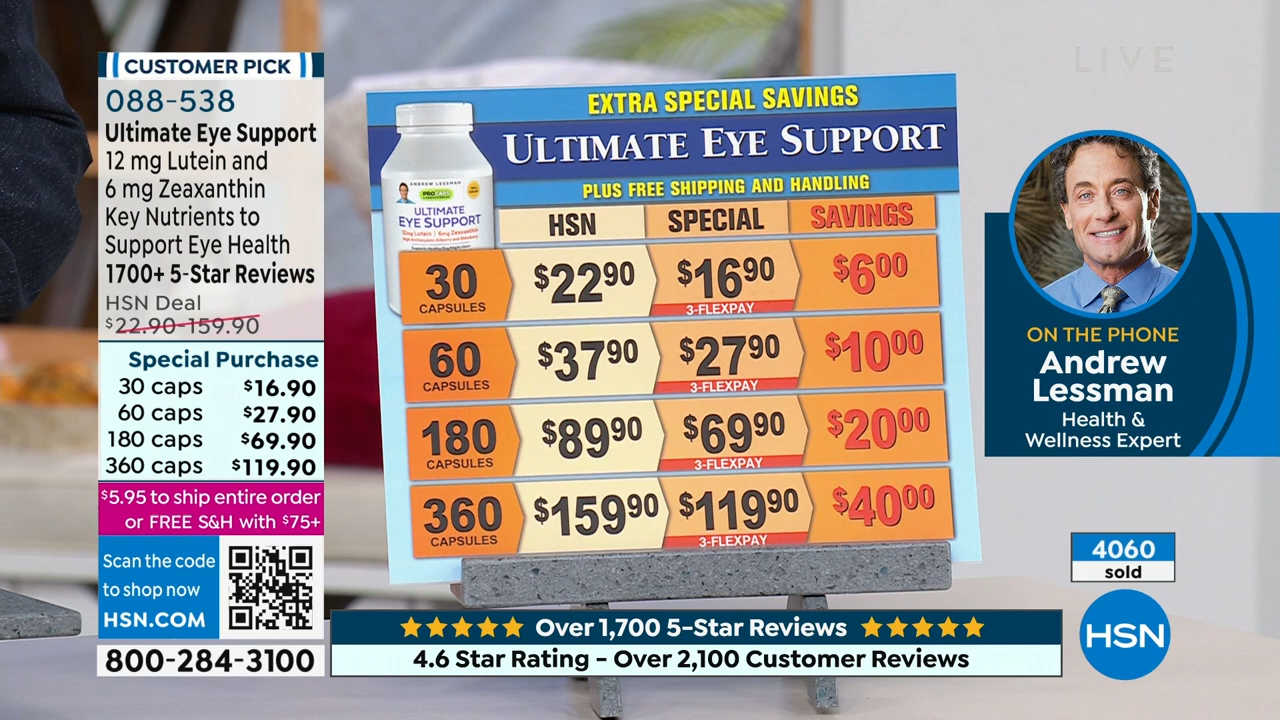 CUSTOMER PICK
088-538
Ultimate Eye Support
12 mg Lutein and
6 mg Zeaxanthin
Key Nutrients to
Support Eye Health
1700+ 5-Star Reviews
HSN Deal
$22.90-159.90
Special Purchase
30 caps $16.90
60 caps $27.90
180 caps $69.90
360 caps $119.90
$5.95 to ship entire order
or FREE S&H with $75+
Scan the code
to shop now
HSN.COM
800-284-3100
EXTRA SPECIAL SAVINGS
ULTIMATE EYE SUPPORT
PLUS FREE SHIPPING AND HANDLING
ANDREW LESSMAN
PROCAPS
LABORATORIES
ULTIMATE
EYE SUPPORT
12mg Lutein | 6mg Zeaxanthin
HSN SPECIAL SAVINGS
30 CAPSULES $22.90 $16.90 3-FLEXPAY $6.00
60 CAPSULES $37.90 $27.90 3-FLEXPAY $10.00
180 CAPSULES $89.90 $69.90 3-FLEXPAY $20.00
360 CAPSULES $159.90 $119.90 3-FLEXPAY $40.00
LIVE
ON THE PHONE
Andrew
Lessman
Health &
Wellness Expert
4060
sold
HSN
Over 1,700 5-Star Reviews
4.6 Star Rating – Over 2,100 Customer Reviews